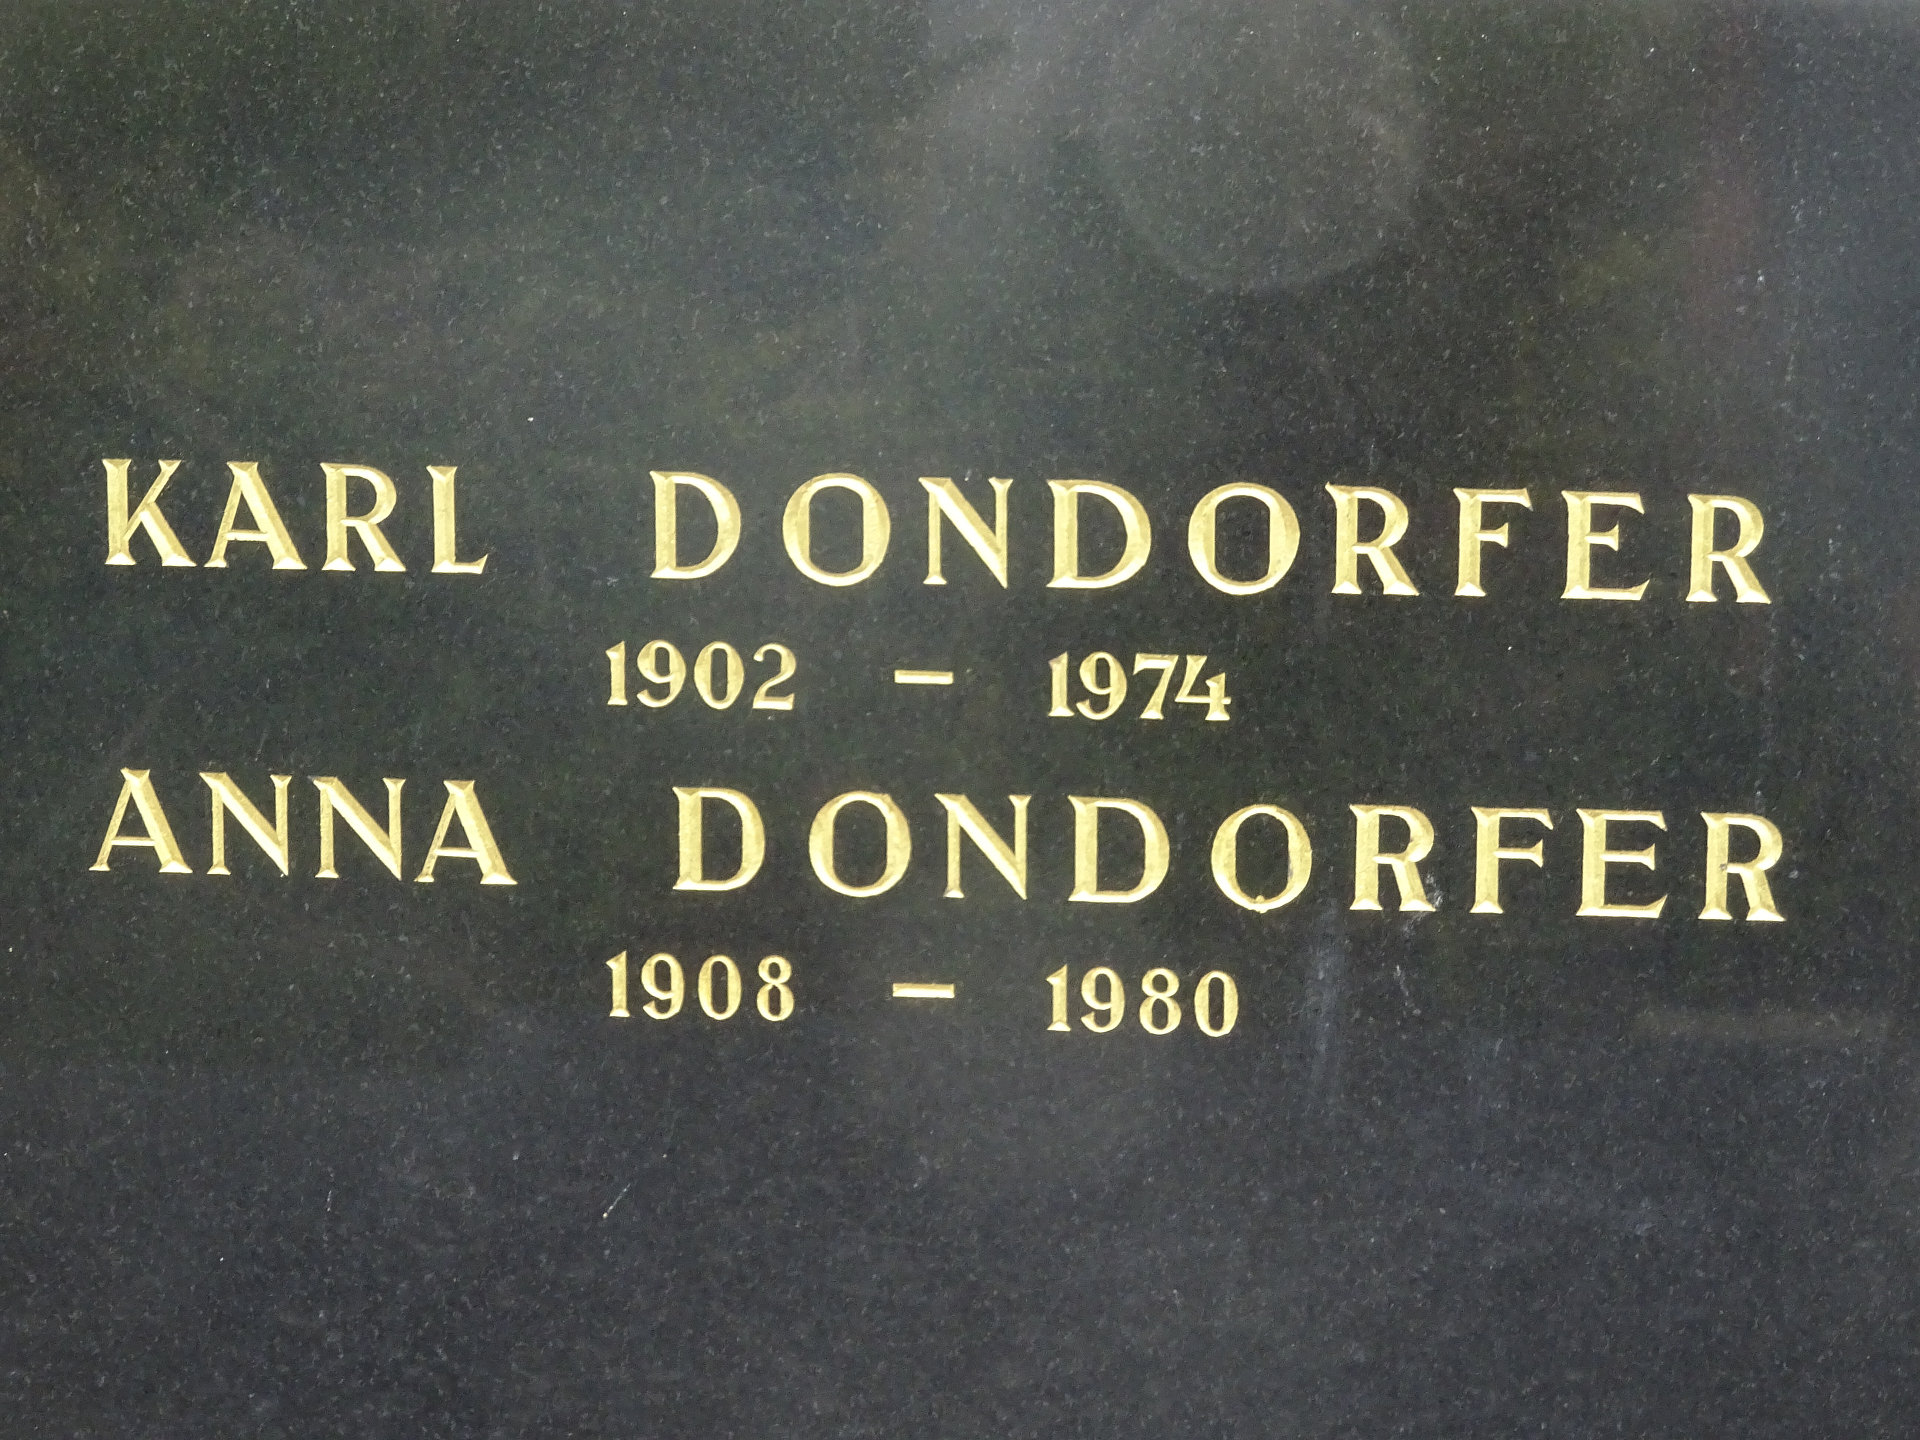 KARL DONDORFER
1902 – 1974
ANNA DONDORFER
1908 – 1980